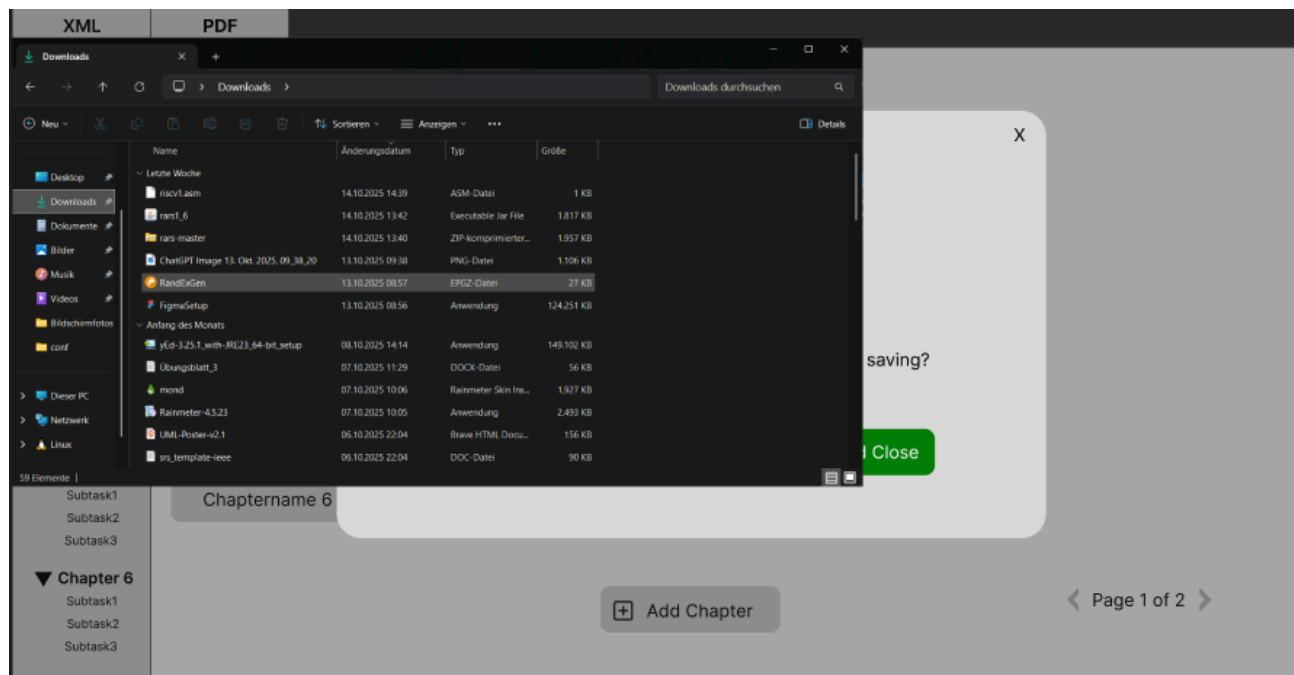 XML PDF
Downloads
Downloads
Downloads durchsuchen
Neu
Sortieren
Anzeigen
Details
Name Änderungsdatum Typ Größe
Letzte Woche
riscv1.asm 14.10.2025 14:39 ASM-Datei 1 KB
rars1_6 14.10.2025 13:42 Executable Jar File 1.817 KB
rars-master 14.10.2025 13:40 ZIP-komprimierter... 1.957 KB
ChatGPT Image 13. Okt. 2025, 09_38_20 13.10.2025 09:38 PNG-Datei 1.106 KB
RandExGen 13.10.2025 08:57 EPGZ-Datei 27 KB
FigmaSetup 13.10.2025 08:56 Anwendung 124.251 KB
Anfang des Monats
yEd-3.25.1_with-JRE23_64-bit_setup 08.10.2025 14:14 Anwendung 149.102 KB
Übungsblatt_3 07.10.2025 11:29 DOCX-Datei 56 KB
mond 07.10.2025 10:06 Rainmeter Skin Ins... 1.927 KB
Rainmeter-4.5.23 07.10.2025 10:05 Anwendung 2.493 KB
UML-Poster-v2.1 06.10.2025 22:04 Brave HTML Docu... 156 KB
srs_template-ieee 06.10.2025 22:04 DOC-Datei 90 KB
Desktop
Downloads
Dokumente
Bilder
Musik
Videos
Bildschirmfotos
conf
Dieser PC
Netzwerk
Linux
59 Elemente
X
saving?
Close
Subtask1
Subtask2
Subtask3
Chapter 6
Subtask1
Subtask2
Subtask3
Chaptername 6
Add Chapter
Page 1 of 2